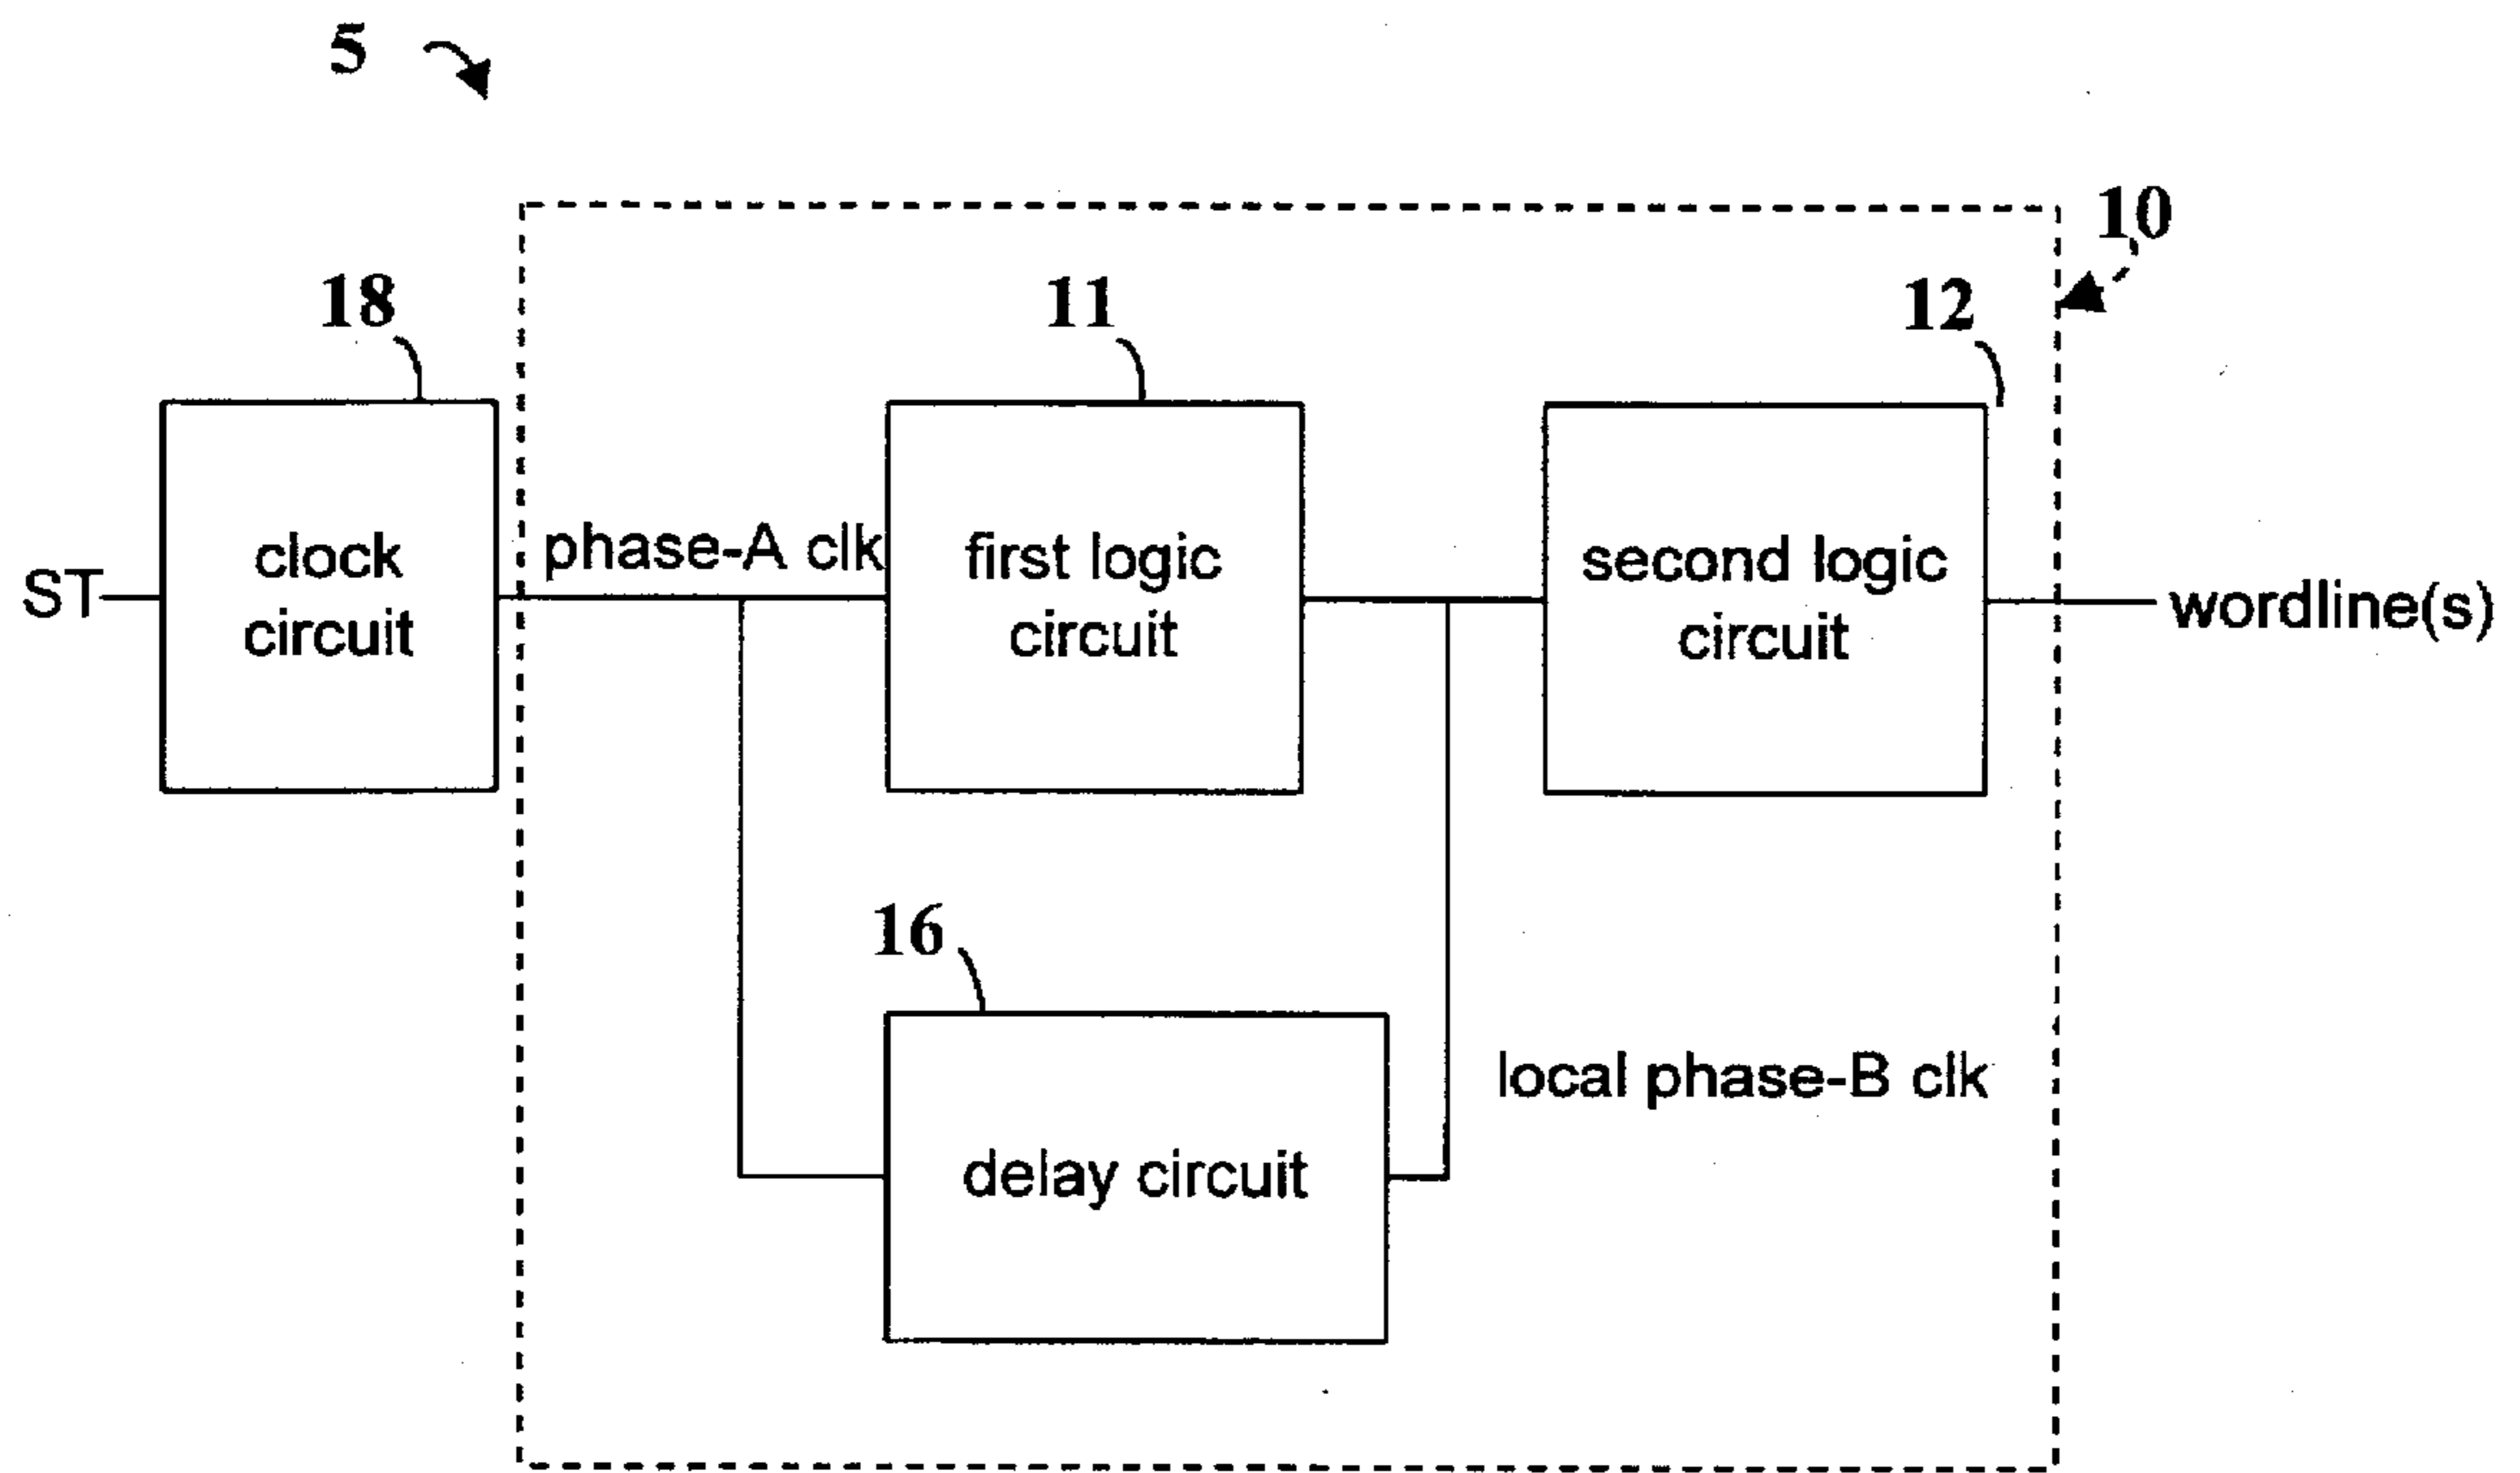 5
10
18
11
12
clock
circuit
phase-A clk
first logic
circuit
second logic
circuit
ST
wordline(s)
16
delay circuit
local phase-B clk